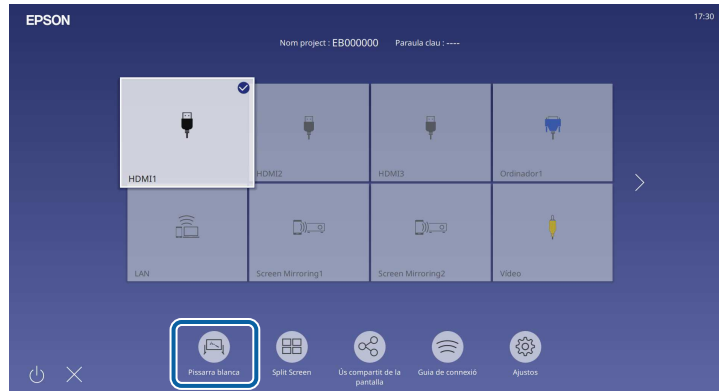 EPSON
17:30
Nom project : EB000000 Paraula clau : ----
HDMI1
HDMI2
HDMI3
Ordinador1
LAN
Screen Mirroring1
Screen Mirroring2
Vídeo
Pissarra blanca
Split Screen
Ús compartit de la
pantalla
Guia de connexió
Ajustos